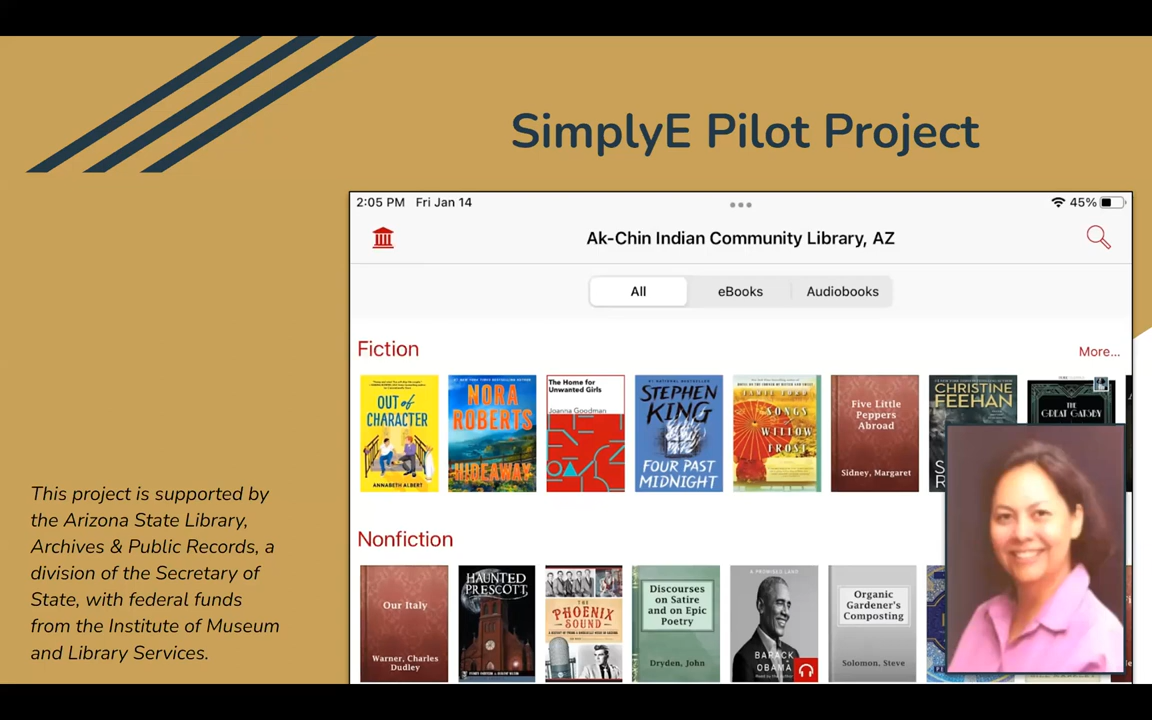 SimplyE Pilot Project
2:05 PM Fri Jan 14
45%
Ak-Chin Indian Community Library, AZ
All
eBooks
Audiobooks
Fiction
More...
OUT of
CHARACTER
ANNABETH ALBERT
NORA
ROBERTS
HIDEAWAY
The Home for
Unwanted Girls
Joanna Goodman
STEPHEN
KING
FOUR PAST
MIDNIGHT
SONGS
WILLOW
FROST
Five Little
Peppers
Abroad
Sidney, Margaret
CHRISTINE
FEEHAN
THE
GREAT GATSBY
Nonfiction
Our Italy
Warner, Charles
Dudley
HAUNTED
PRESCOTT
THE
PHOENIX
SOUND
Discourses
on Satire
and on Epic
Poetry
Dryden, John
A PROMISED LAND
BARACK
OBAMA
Organic
Gardener's
Composting
Solomon, Steve
This project is supported by
the Arizona State Library,
Archives & Public Records, a
division of the Secretary of
State, with federal funds
from the Institute of Museum
and Library Services.